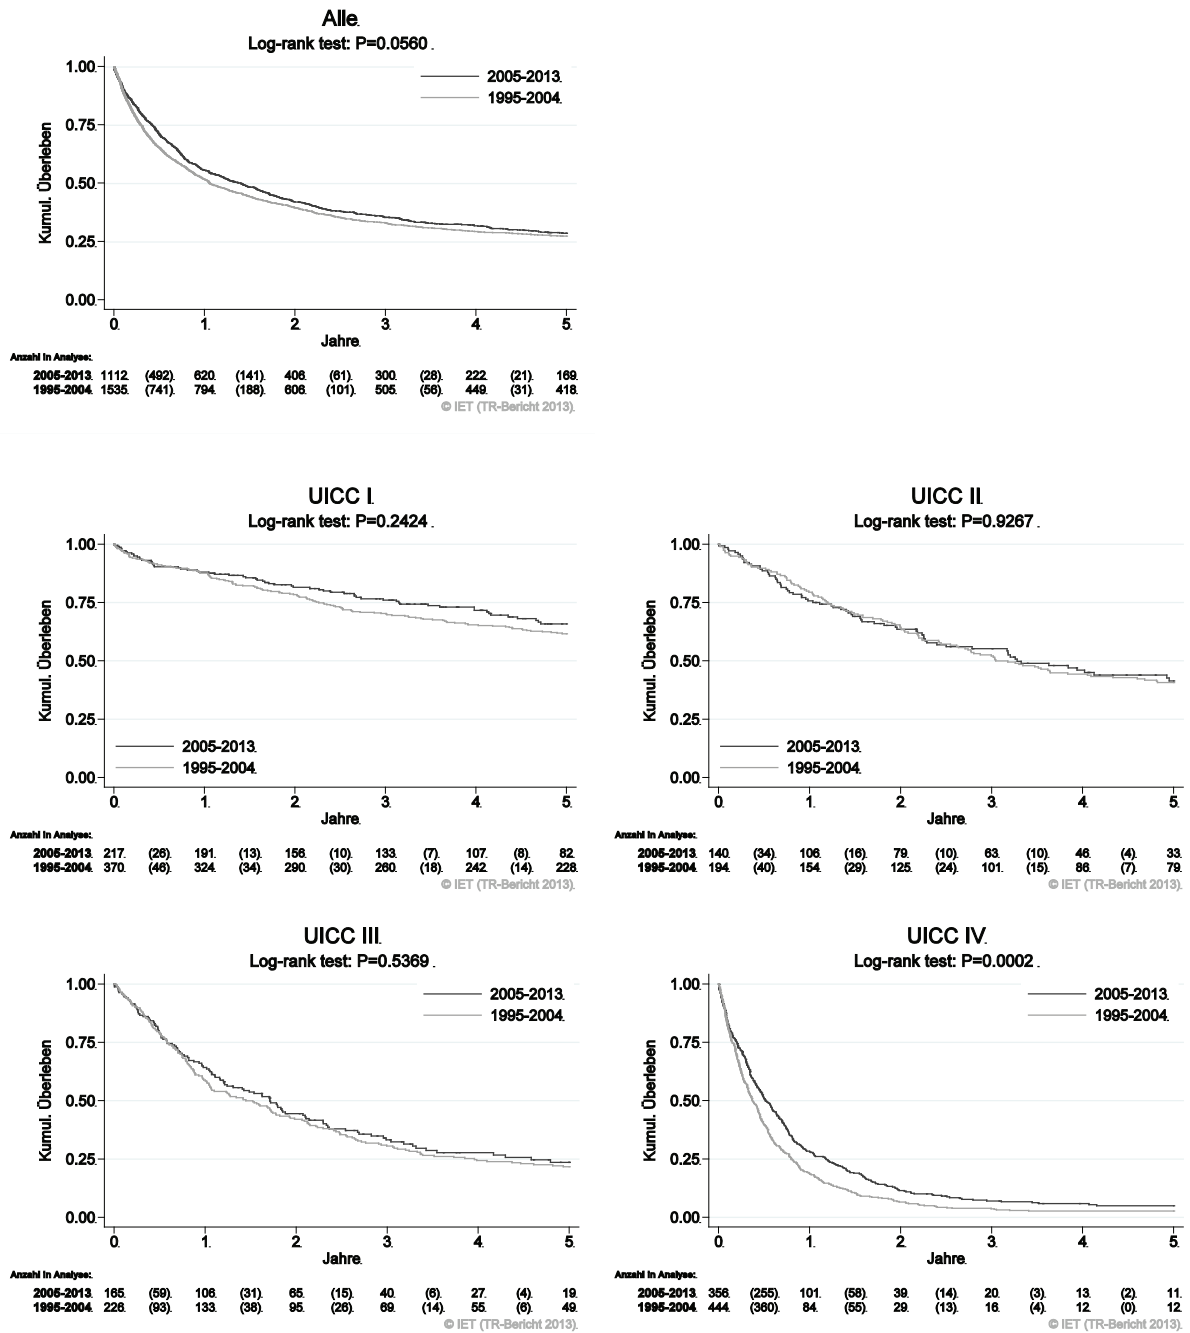 Alle.
Log-rank test: P=0.0560 .
1.00.
0.75.
0.50.
0.25.
0.00.
Kumul. Überleben
2005-2013.
1995-2004.
0. 1. 2. 3. 4. 5.
Jahre.
Anzahl in Analyse:.
2005-2013. 1112. (492). 620. (141). 406. (61). 300. (28). 222. (21). 169.
1995-2004. 1535. (741). 794. (188). 606. (101). 505. (56). 449. (31). 418.
© IET (TR-Bericht 2013).
UICC I.
Log-rank test: P=0.2424 .
1.00.
0.75.
0.50.
0.25.
0.00.
Kumul. Überleben
2005-2013.
1995-2004.
0. 1. 2. 3. 4. 5.
Jahre.
Anzahl in Analyse:.
2005-2013. 217. (26). 191. (13). 156. (10). 133. (7). 107. (8). 82.
1995-2004. 370. (46). 324. (34). 290. (30). 260. (18). 242. (14). 228.
© IET (TR-Bericht 2013).
UICC II.
Log-rank test: P=0.9267 .
1.00.
0.75.
0.50.
0.25.
0.00.
Kumul. Überleben
2005-2013.
1995-2004.
0. 1. 2. 3. 4. 5.
Jahre.
Anzahl in Analyse:.
2005-2013. 140. (34). 106. (16). 79. (10). 63. (10). 46. (4). 33.
1995-2004. 194. (40). 154. (29). 125. (24). 101. (15). 86. (7). 79.
© IET (TR-Bericht 2013).
UICC III.
Log-rank test: P=0.5369 .
1.00.
0.75.
0.50.
0.25.
0.00.
Kumul. Überleben
2005-2013.
1995-2004.
0. 1. 2. 3. 4. 5.
Jahre.
Anzahl in Analyse:.
2005-2013. 165. (59). 106. (31). 65. (15). 40. (6). 27. (4). 19.
1995-2004. 226. (93). 133. (38). 95. (26). 69. (14). 55. (6). 49.
© IET (TR-Bericht 2013).
UICC IV.
Log-rank test: P=0.0002 .
1.00.
0.75.
0.50.
0.25.
0.00.
Kumul. Überleben
2005-2013.
1995-2004.
0. 1. 2. 3. 4. 5.
Jahre.
Anzahl in Analyse:.
2005-2013. 356. (255). 101. (58). 39. (14). 20. (3). 13. (2). 11.
1995-2004. 444. (360). 84. (55). 29. (13). 16. (4). 12. (0). 12.
© IET (TR-Bericht 2013).